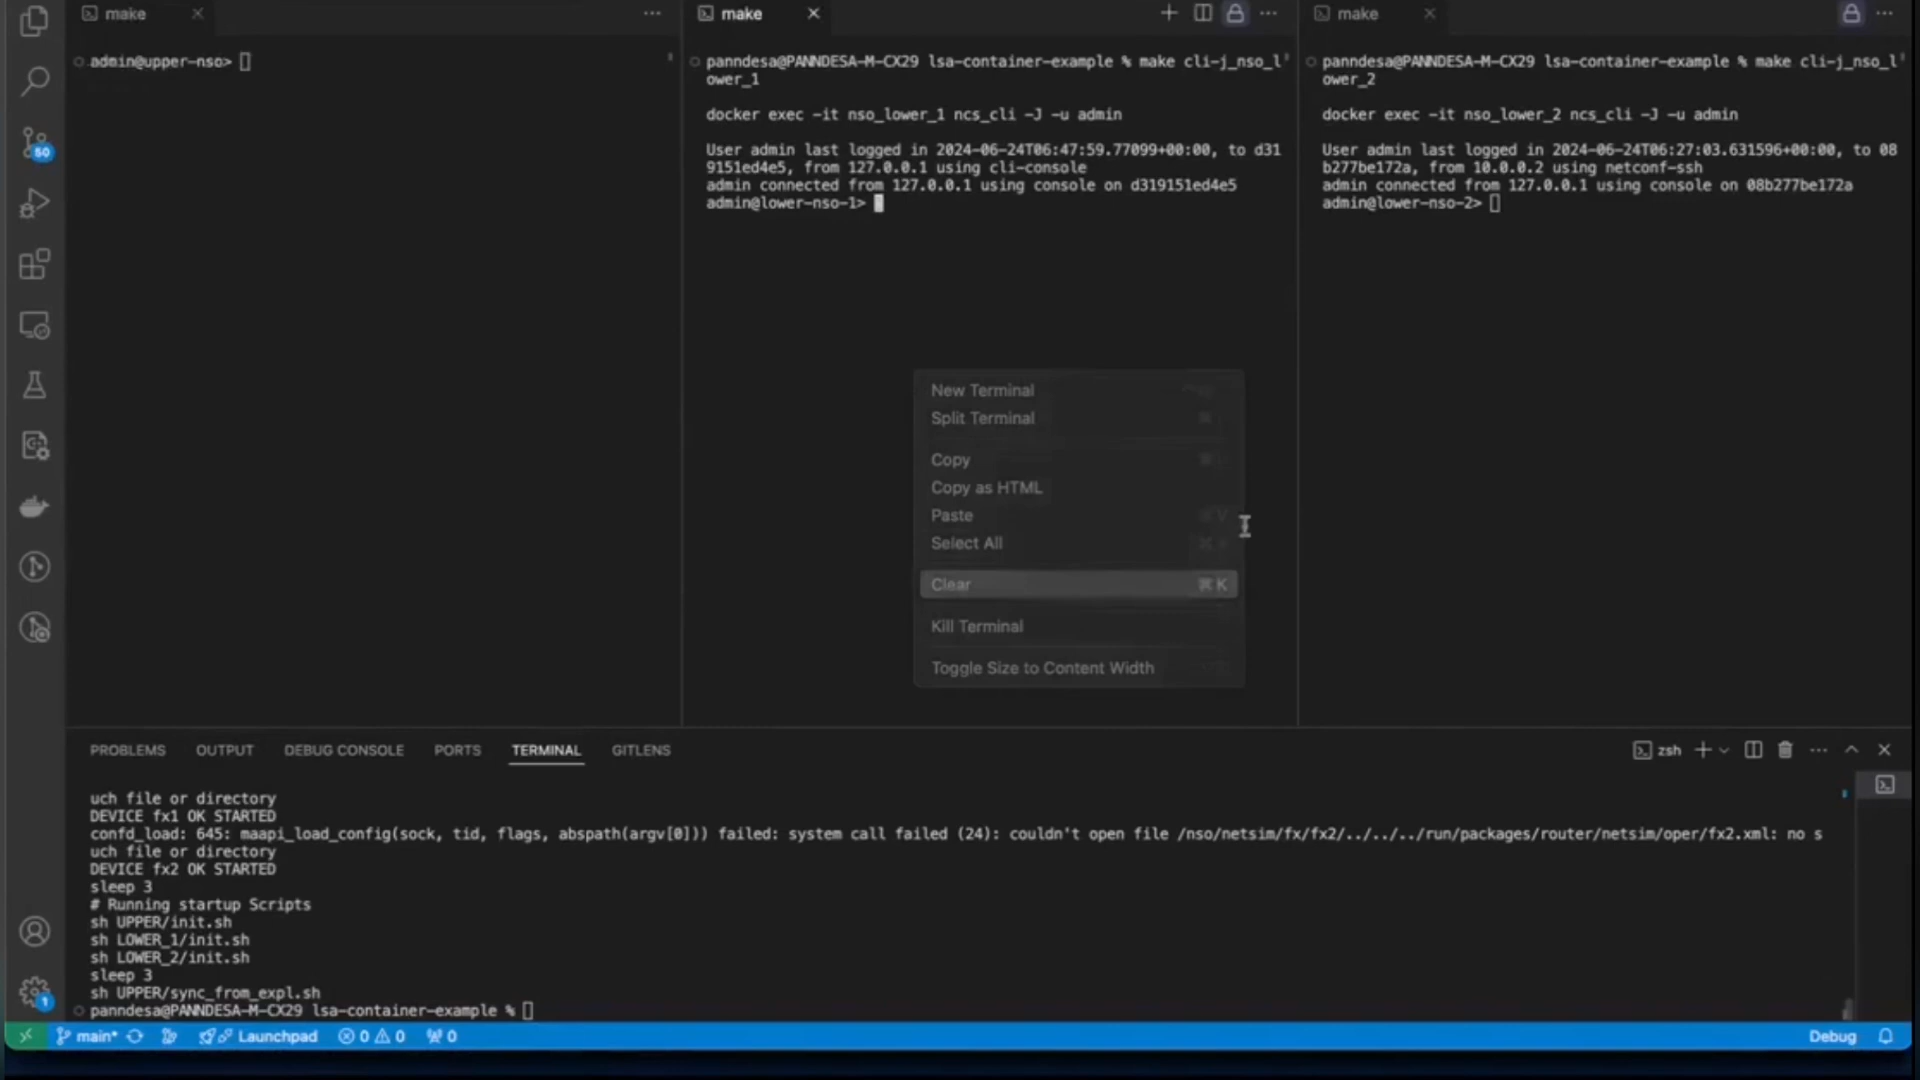 make
make
make
admin@upper-nso>
panndesa@PANNDESA-M-CX29 lsa-container-example % make cli-j_nso_l
ower_1
docker exec -it nso_lower_1 ncs_cli -J -u admin
User admin last logged in 2024-06-24T06:47:59.77099+00:00, to d31
9151ed4e5, from 127.0.0.1 using cli-console
admin connected from 127.0.0.1 using console on d319151ed4e5
admin@lower-nso-1>
panndesa@PANNDESA-M-CX29 lsa-container-example % make cli-j_nso_l
ower_2
docker exec -it nso_lower_2 ncs_cli -J -u admin
User admin last logged in 2024-06-24T06:27:03.631596+00:00, to 08
b277be172a, from 10.0.0.2 using netconf-ssh
admin connected from 127.0.0.1 using console on 08b277be172a
admin@lower-nso-2>
50
New Terminal
Split Terminal
Copy
Copy as HTML
Paste
Select All
Clear ⌘ K
Kill Terminal
Toggle Size to Content Width
PROBLEMS OUTPUT DEBUG CONSOLE PORTS TERMINAL GITLENS
zsh
uch file or directory
DEVICE fx1 OK STARTED
confd_load: 645: maapi_load_config(sock, tid, flags, abspath(argv[0])) failed: system call failed (24): couldn't open file /nso/netsim/fx/fx2/../../../run/packages/router/netsim/oper/fx2.xml: no s
uch file or directory
DEVICE fx2 OK STARTED
sleep 3
# Running startup Scripts
sh UPPER/init.sh
sh LOWER_1/init.sh
sh LOWER_2/init.sh
sleep 3
sh UPPER/sync_from_expl.sh
panndesa@PANNDESA-M-CX29 lsa-container-example %
1
main* Launchpad 0 0 0 Debug